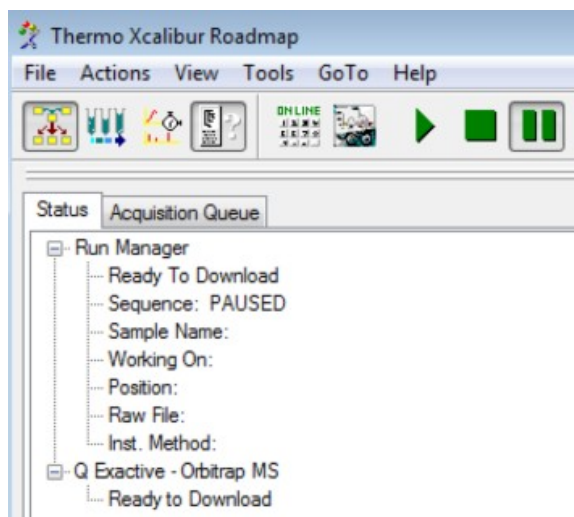 Thermo Xcalibur Roadmap
File Actions View Tools GoTo Help
ON LINE
Status Acquisition Queue
Run Manager
Ready To Download
Sequence: PAUSED
Sample Name:
Working On:
Position:
Raw File:
Inst. Method:
Q Exactive - Orbitrap MS
Ready to Download